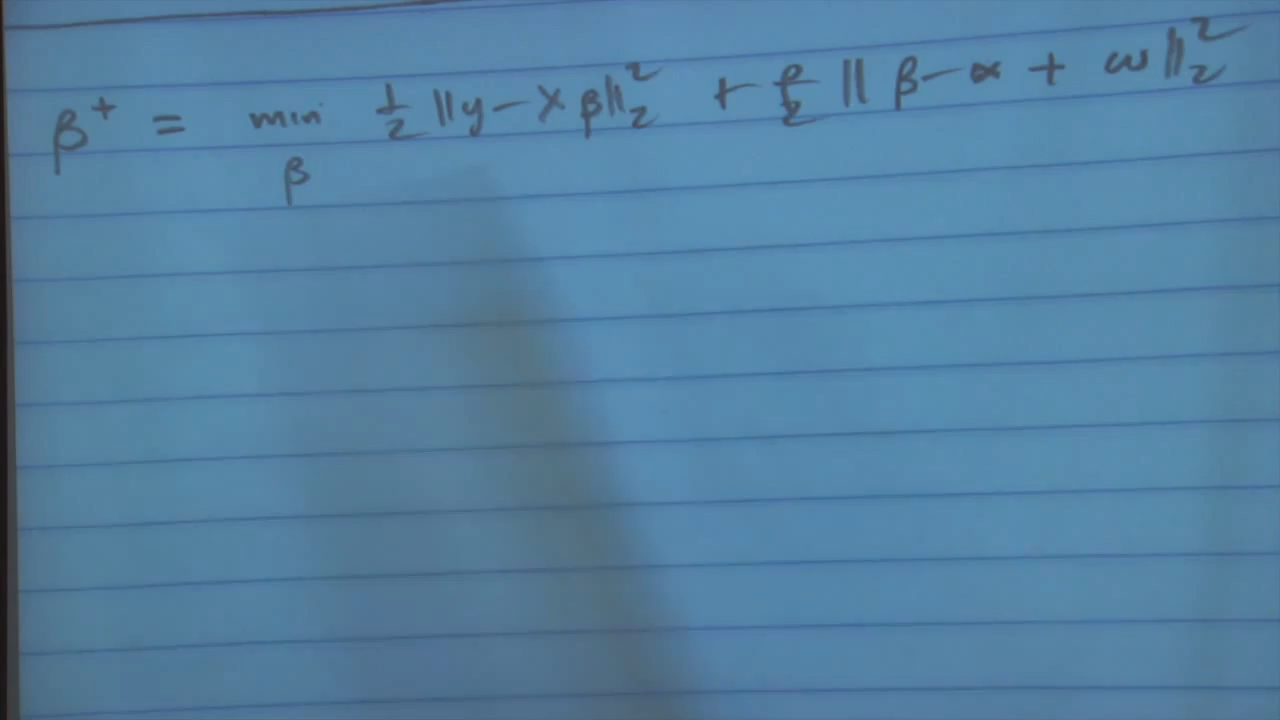 β⁺ = min ½ ‖y − Xβ‖₂² + ρ/2 ‖ β − α + ω ‖₂²
β